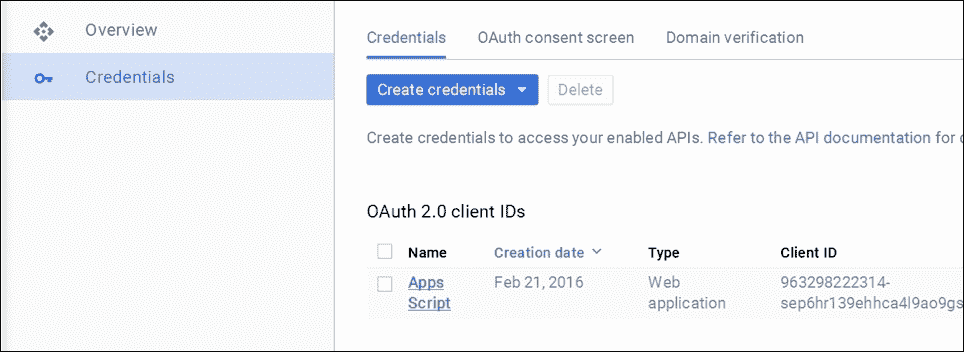 Overview
Credentials
Credentials OAuth consent screen Domain verification
Create credentials Delete
Create credentials to access your enabled APIs. Refer to the API documentation for
OAuth 2.0 client IDs
Name Creation date Type Client ID
Apps Script Feb 21, 2016 Web application 963298222314-
sep6hr139ehhca4l9ao9gs